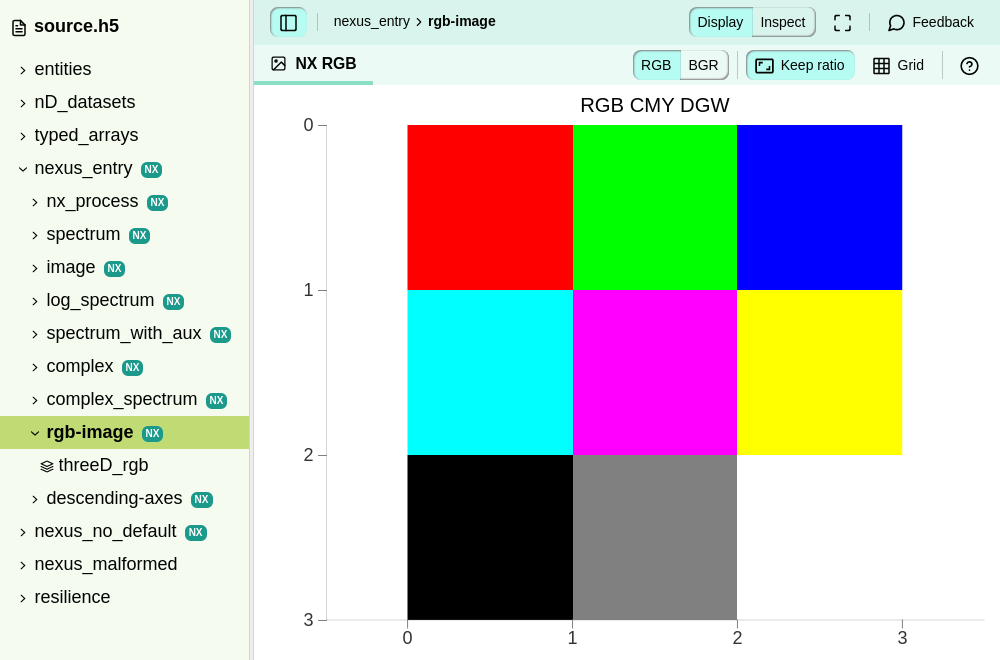 source.h5
entities
nD_datasets
typed_arrays
nexus_entry NX
nx_process NX
spectrum NX
image NX
log_spectrum NX
spectrum_with_aux NX
complex NX
complex_spectrum NX
rgb-image NX
threeD_rgb
descending-axes NX
nexus_no_default NX
nexus_malformed
resilience
nexus_entry › rgb-image
Display Inspect
Feedback
NX RGB
RGB BGR
Keep ratio
Grid
RGB CMY DGW
0
1
2
3
0 1 2 3